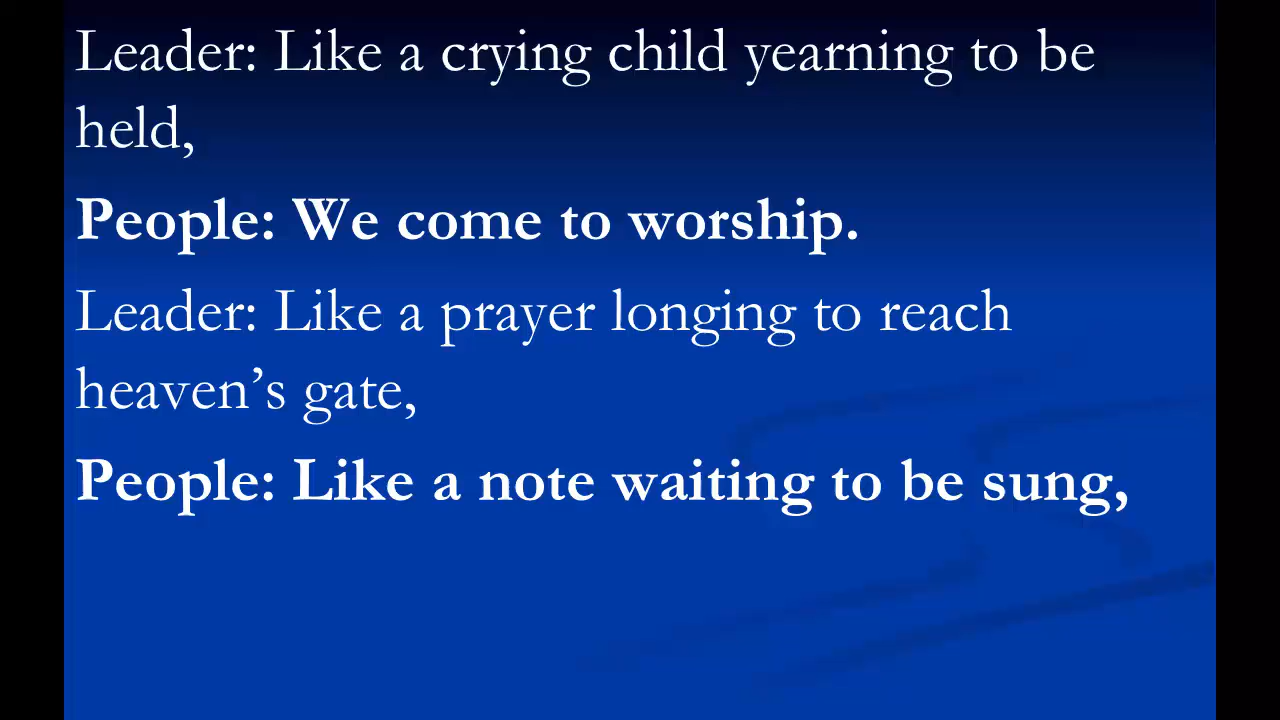 Leader: Like a crying child yearning to be
held,
People: We come to worship.
Leader: Like a prayer longing to reach
heaven’s gate,
People: Like a note waiting to be sung,